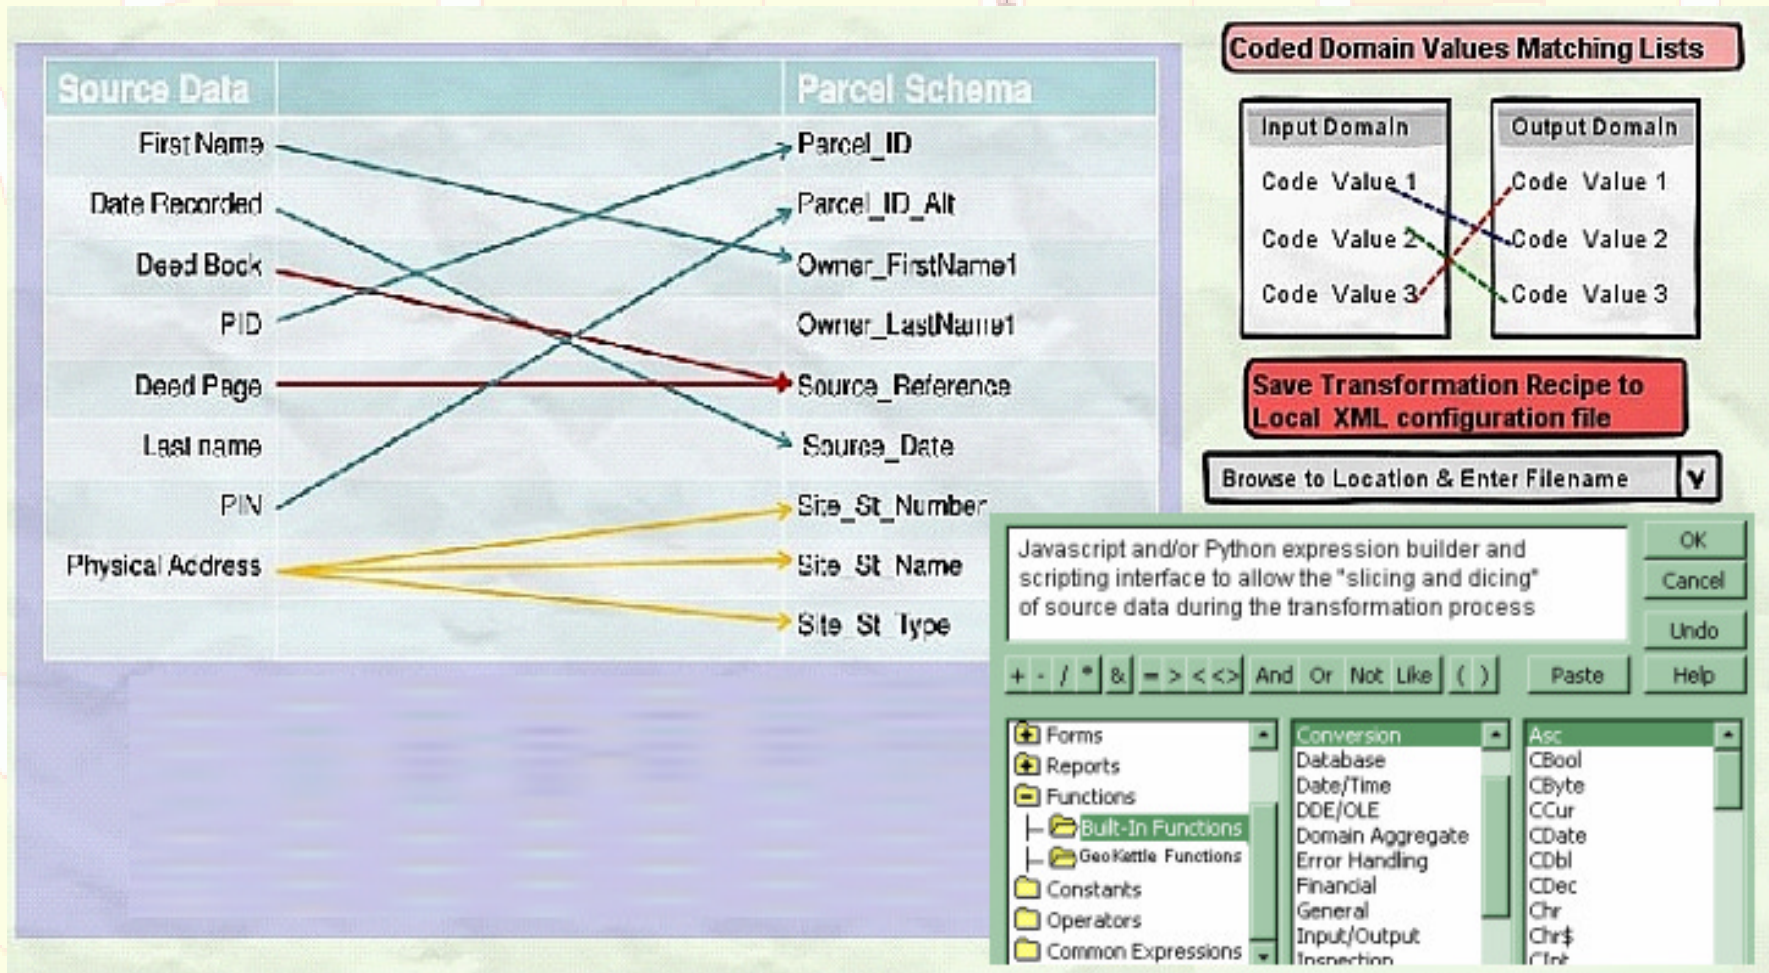 Source Data
Parcel Schema
First Name
Parcel_ID
Date Recorded
Parcel_ID_Alt
Deed Book
Owner_FirstName1
PID
Owner_LastName1
Deed Page
Source_Reference
Last name
Source_Date
PIN
Site_St_Number
Physical Address
Site_St_Name
Site_St_Type
Coded Domain Values Matching Lists
Input Domain
Output Domain
Code Value 1
Code Value 1
Code Value 2
Code Value 2
Code Value 3
Code Value 3
Save Transformation Recipe to
Local XML configuration file
Browse to Location & Enter Filename
V
Javascript and/or Python expression builder and
scripting interface to allow the "slicing and dicing"
of source data during the transformation process
OK
Cancel
Undo
+ - / * & = > < <> And Or Not Like ( )
Paste
Help
Forms
Reports
Functions
Built-In Functions
GeoKettle Functions
Constants
Operators
Common Expressions
Conversion
Database
Date/Time
DDE/OLE
Domain Aggregate
Error Handling
Financial
General
Input/Output
Inspection
Asc
CBool
CByte
CCur
CDate
CDbl
CDec
Chr
Chr$
CInt